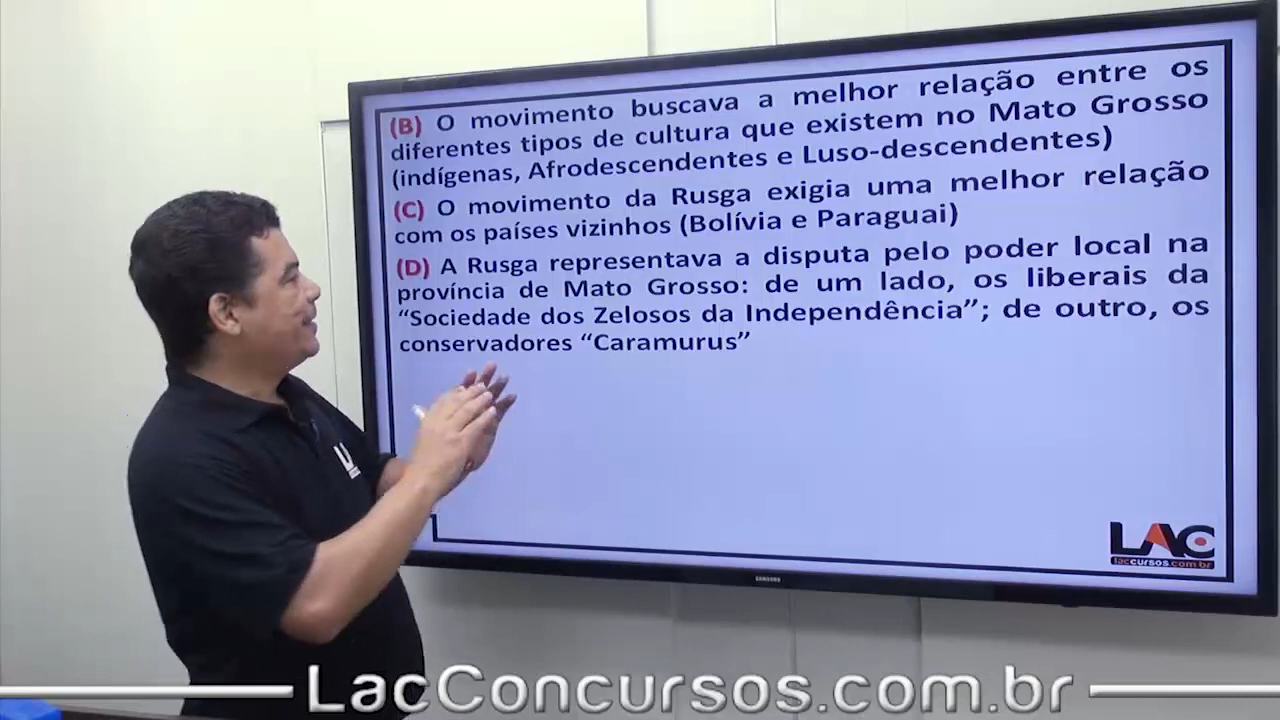 (B) O movimento buscava a melhor relação entre os
diferentes tipos de cultura que existem no Mato Grosso
(indígenas, Afrodescendentes e Luso-descendentes)
(C) O movimento da Rusga exigia uma melhor relação
com os países vizinhos (Bolívia e Paraguai)
(D) A Rusga representava a disputa pelo poder local na
província de Mato Grosso: de um lado, os liberais da
“Sociedade dos Zelosos da Independência”; de outro, os
conservadores “Caramurus”
LAC
laccursos.com.br
SAMSUNG
LacConcursos.com.br